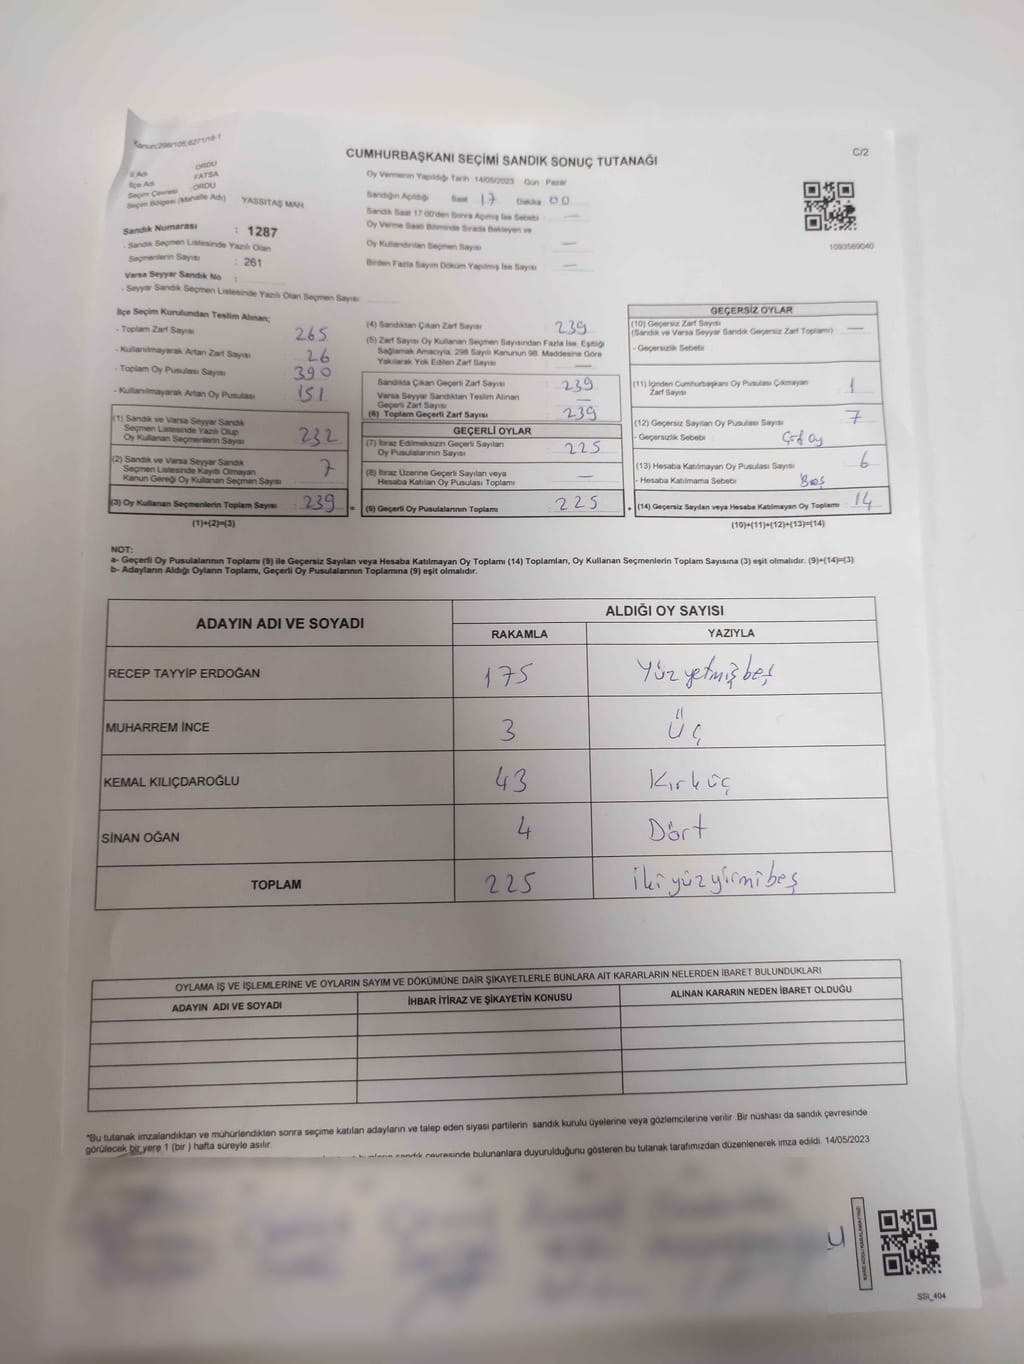 Kanun:298/105;6271/18-1
CUMHURBAŞKANI SEÇİMİ SANDIK SONUÇ TUTANAĞI
C/2
İl Adı ORDU
İlçe Adı FATSA
Seçim Çevresi : ORDU
Seçim Bölgesi (Mahalle Adı) YASSITAŞ MAH
Oy Vermenin Yapıldığı Tarih 14/05/2023 Gün Pazar
Sandığın Açıldığı Saat 17 Dakika 00
Sandık Saat 17 00'den Sonra Açılmış İse Sebebi —
Oy Verme Saati Bitiminde Sırada Bekleyen ve
Oy Kullandırılan Seçmen Sayısı —
Birden Fazla Sayım Döküm Yapılmış İse Sayısı —
1093569040
Sandık Numarası : 1287
- Sandık Seçmen Listesinde Yazılı Olan
Seçmenlerin Sayısı : 261
Varsa Seyyar Sandık No :
- Seyyar Sandık Seçmen Listesinde Yazılı Olan Seçmen Sayısı
İlçe Seçim Kurulundan Teslim Alınan;
- Toplam Zarf Sayısı 265
- Kullanılmayarak Artan Zarf Sayısı 26
- Toplam Oy Pusulası Sayısı 390
- Kullanılmayarak Artan Oy Pusulası 151
(1) Sandık ve Varsa Seyyar Sandık
Seçmen Listesinde Yazılı Olup
Oy Kullanan Seçmenlerin Sayısı 232
(2) Sandık ve Varsa Seyyar Sandık
Seçmen Listesinde Kayıtlı Olmayan
Kanun Gereği Oy Kullanan Seçmen Sayısı 7
(3) Oy Kullanan Seçmenlerin Toplam Sayısı 239 =
(1)+(2)=(3)
(4) Sandıktan Çıkan Zarf Sayısı 239
(5) Zarf Sayısı Oy Kullanan Seçmen Sayısından Fazla İse, Eşitliği
Sağlamak Amacıyla, 298 Sayılı Kanunun 98. Maddesine Göre
Yakılarak Yok Edilen Zarf Sayısı —
Sandıkta Çıkan Geçerli Zarf Sayısı 239
Varsa Seyyar Sandıktan Teslim Alınan
Geçerli Zarf Sayısı —
(6) Toplam Geçerli Zarf Sayısı 239
GEÇERLİ OYLAR
(7) İtiraz Edilmeksizin Geçerli Sayılan
Oy Pusulalarının Sayısı 225
(8) İtiraz Üzerine Geçerli Sayılan veya
Hesaba Katılan Oy Pusulası Toplamı —
(9) Geçerli Oy Pusulalarının Toplamı 225 +
GEÇERSİZ OYLAR
(10) Geçersiz Zarf Sayısı
(Sandık ve Varsa Seyyar Sandık Geçersiz Zarf Toplamı) —
- Geçersizlik Sebebi
(11) İçinden Cumhurbaşkanı Oy Pusulası Çıkmayan
Zarf Sayısı 1
(12) Geçersiz Sayılan Oy Pusulası Sayısı 7
- Geçersizlik Sebebi Çift oy
(13) Hesaba Katılmayan Oy Pusulası Sayısı 6
- Hesaba Katılmama Sebebi Boş
(14) Geçersiz Sayılan veya Hesaba Katılmayan Oy Toplamı 14
(10)+(11)+(12)+(13)=(14)
NOT:
a- Geçerli Oy Pusulalarının Toplamı (9) ile Geçersiz Sayılan veya Hesaba Katılmayan Oy Toplamı (14) Toplamları, Oy Kullanan Seçmenlerin Toplam Sayısına (3) eşit olmalıdır. (9)+(14)=(3)
b- Adayların Aldığı Oyların Toplamı, Geçerli Oy Pusulalarının Toplamına (9) eşit olmalıdır.
ADAYIN ADI VE SOYADI ALDIĞI OY SAYISI
RAKAMLA YAZIYLA
RECEP TAYYİP ERDOĞAN 175 Yüzyetmişbeş
MUHARREM İNCE 3 Üç
KEMAL KILIÇDAROĞLU 43 Kırküç
SİNAN OĞAN 4 Dört
TOPLAM 225 İkiyüzyirmibeş
OYLAMA İŞ VE İŞLEMLERİNE VE OYLARIN SAYIM VE DÖKÜMÜNE DAİR ŞİKAYETLERLE BUNLARA AİT KARARLARIN NELERDEN İBARET BULUNDUKLARI
ADAYIN ADI VE SOYADI İHBAR İTİRAZ VE ŞİKAYETİN KONUSU ALINAN KARARIN NEDEN İBARET OLDUĞU
*Bu tutanak imzalandıktan ve mühürlendikten sonra seçime katılan adayların ve talep eden siyasi partilerin sandık kurulu üyelerine veya gözlemcilerine verilir .Bir nüshası da sandık çevresinde
görülecek bir yere 1 (bir ) hafta süreyle asılır.
sandık çevresinde bulunanlara duyurulduğunu gösteren bu tutanak tarafımızdan düzenlenerek imza edildi. 14/05/2023
SSI_404